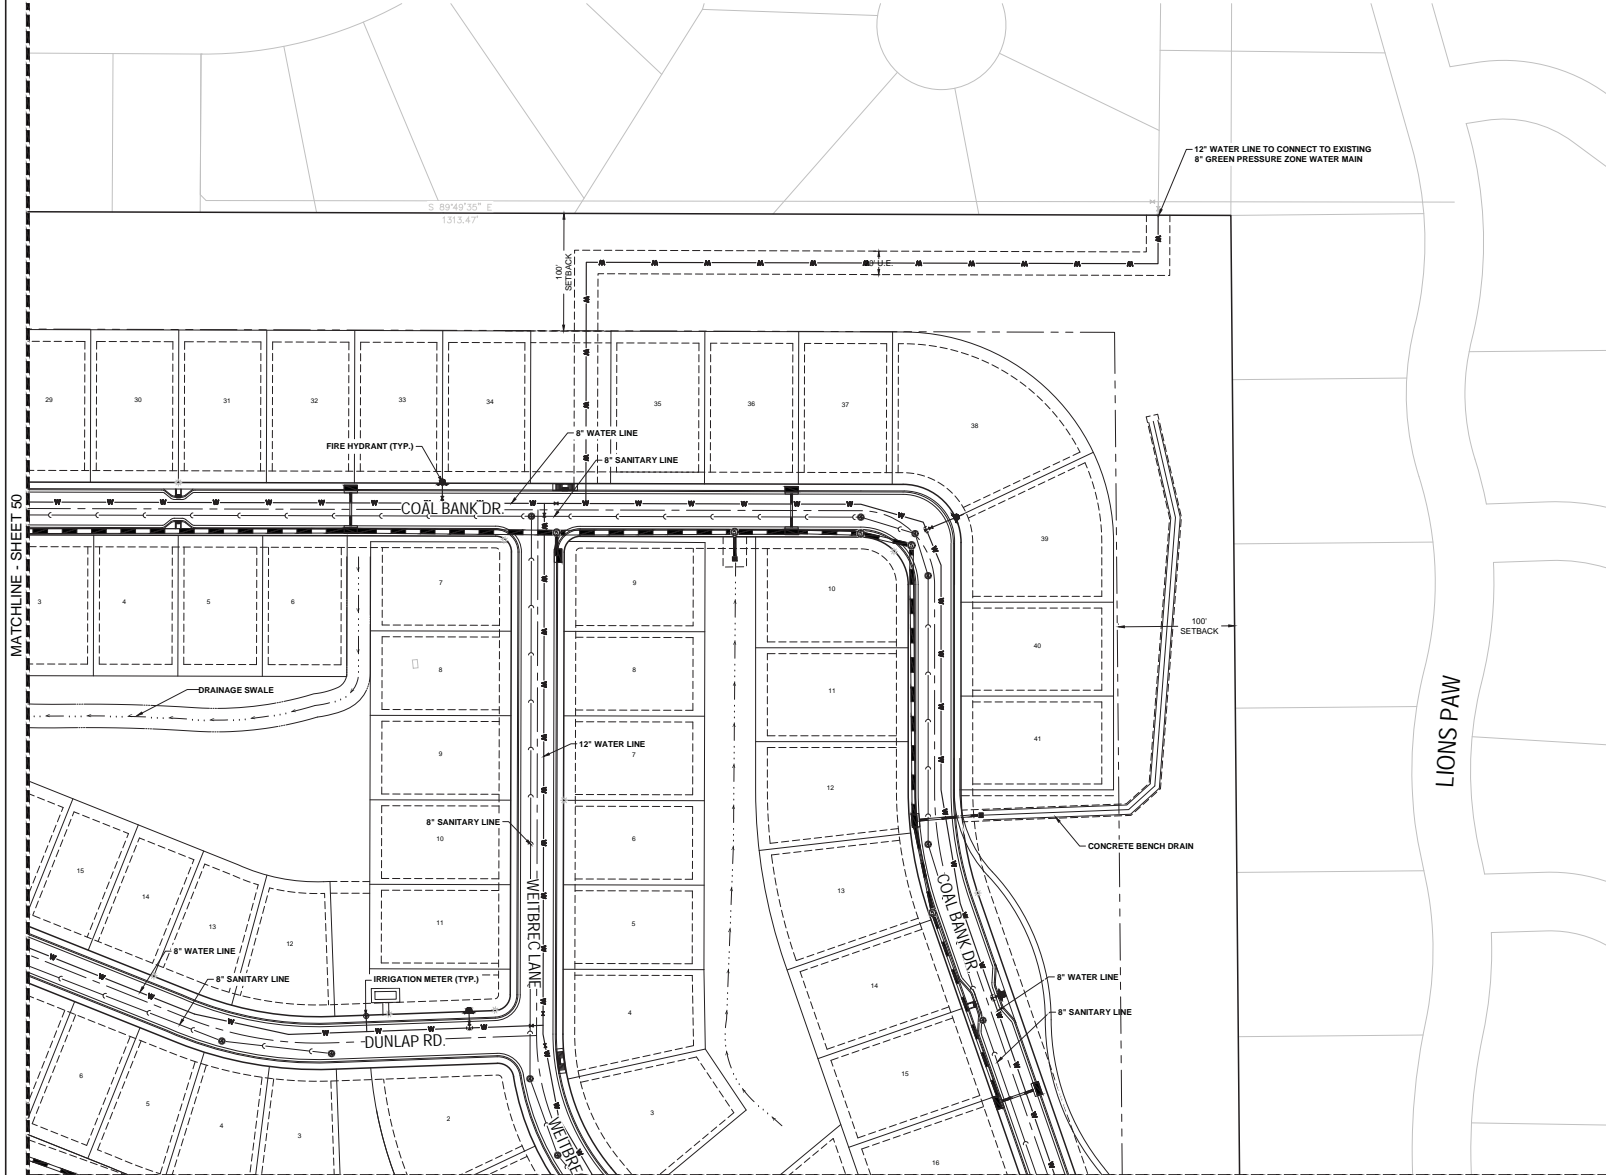 12" WATER LINE TO CONNECT TO EXISTING
8" GREEN PRESSURE ZONE WATER MAIN
S 89°49'35" E
1313.47'
100'
SETBACK
U.E.
29
30
31
32
33
34
35
36
37
38
8" WATER LINE
FIRE HYDRANT (TYP.)
8" SANITARY LINE
COAL BANK DR.
MATCHLINE - SHEET 50
39
3
4
5
6
7
9
10
40
100'
SETBACK
8
8
11
DRAINAGE SWALE
LIONS PAW
9
12" WATER LINE
7
41
12
8" SANITARY LINE
10
6
CONCRETE BENCH DRAIN
15
14
13
12
11
WEITBREC LANE
5
13
COAL BANK DR.
8" WATER LINE
8" SANITARY LINE
IRRIGATION METER (TYP.)
4
14
8" WATER LINE
8" SANITARY LINE
DUNLAP RD.
6
5
4
3
2
WEITBRE
3
15
16